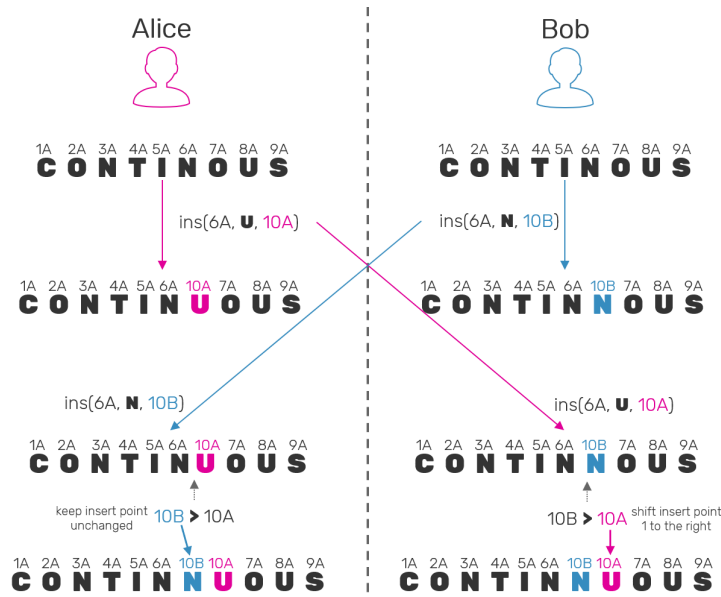 Alice
Bob
1A 2A 3A 4A 5A 6A 7A 8A 9A
CONTINOUS
1A 2A 3A 4A 5A 6A 7A 8A 9A
CONTINOUS
ins(6A, U, 10A)
ins(6A, N, 10B)
1A 2A 3A 4A 5A 6A 10A 7A 8A 9A
CONTINUOUS
1A 2A 3A 4A 5A 6A 10B 7A 8A 9A
CONTINNOUS
ins(6A, N, 10B)
ins(6A, U, 10A)
1A 2A 3A 4A 5A 6A 10A 7A 8A 9A
CONTINUOUS
1A 2A 3A 4A 5A 6A 10B 7A 8A 9A
CONTINNOUS
keep insert point
unchanged
10B > 10A
10B > 10A
shift insert point
1 to the right
1A 2A 3A 4A 5A 6A 10B 10A 7A 8A 9A
CONTINNUOUS
1A 2A 3A 4A 5A 6A 10B 10A 7A 8A 9A
CONTINNUOUS